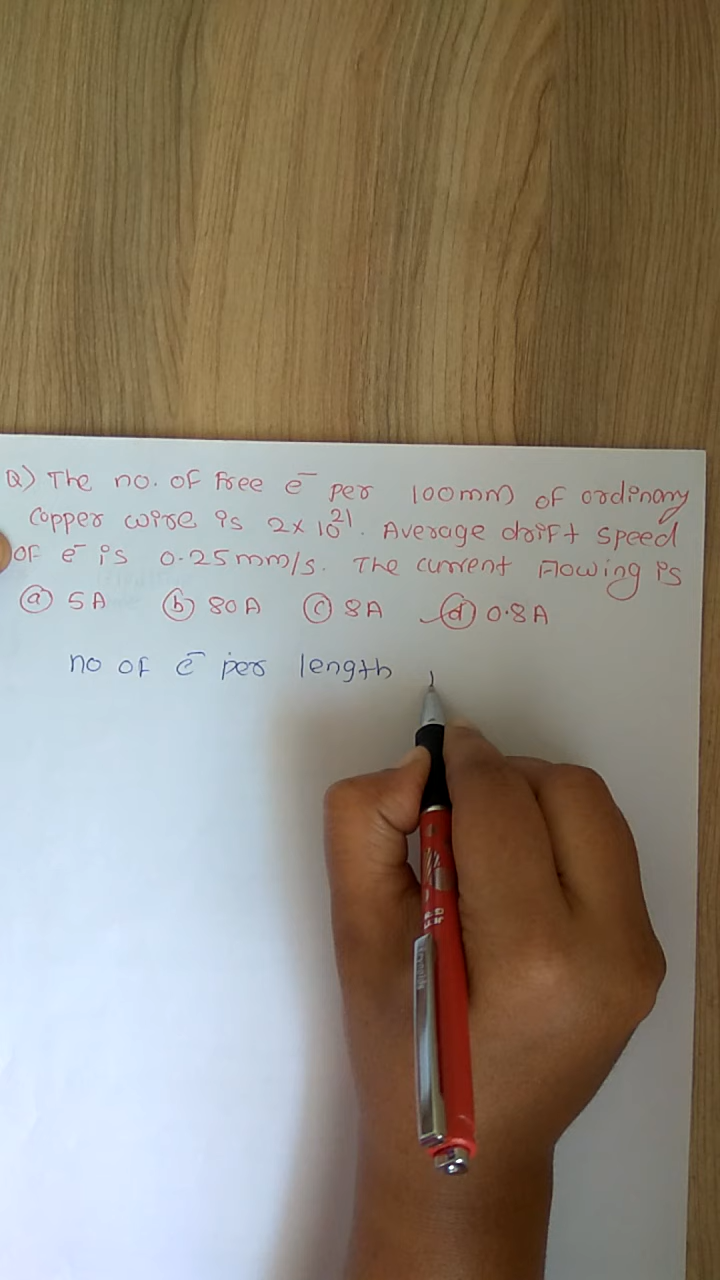 Q) The no. of Free e⁻ per 100mm of ordinary
Copper wire is 2 × 10²¹. Average drift speed
of e⁻ is 0.25mm/s. The current Flowing is
(a) 5A (b) 80A (c) 8A (d) 0.8A
no of e⁻ per length